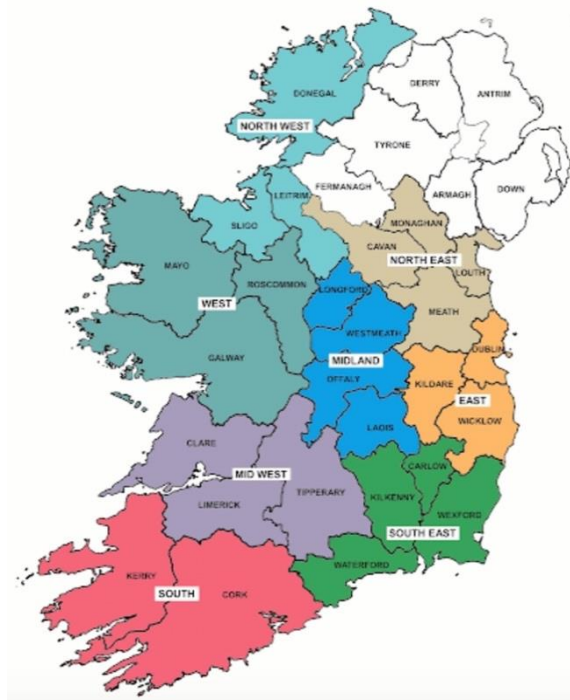 DONEGAL
DERRY
ANTRIM
NORTH WEST
TYRONE
FERMANAGH
ARMAGH
DOWN
LEITRIM
SLIGO
MONAGHAN
CAVAN
NORTH EAST
LOUTH
MAYO
ROSCOMMON
LONGFORD
WEST
MEATH
WESTMEATH
DUBLIN
GALWAY
MIDLAND
OFFALY
KILDARE
EAST
WICKLOW
LAOIS
CLARE
CARLOW
MID WEST
TIPPERARY
KILKENNY
LIMERICK
WEXFORD
SOUTH EAST
WATERFORD
KERRY
SOUTH
CORK